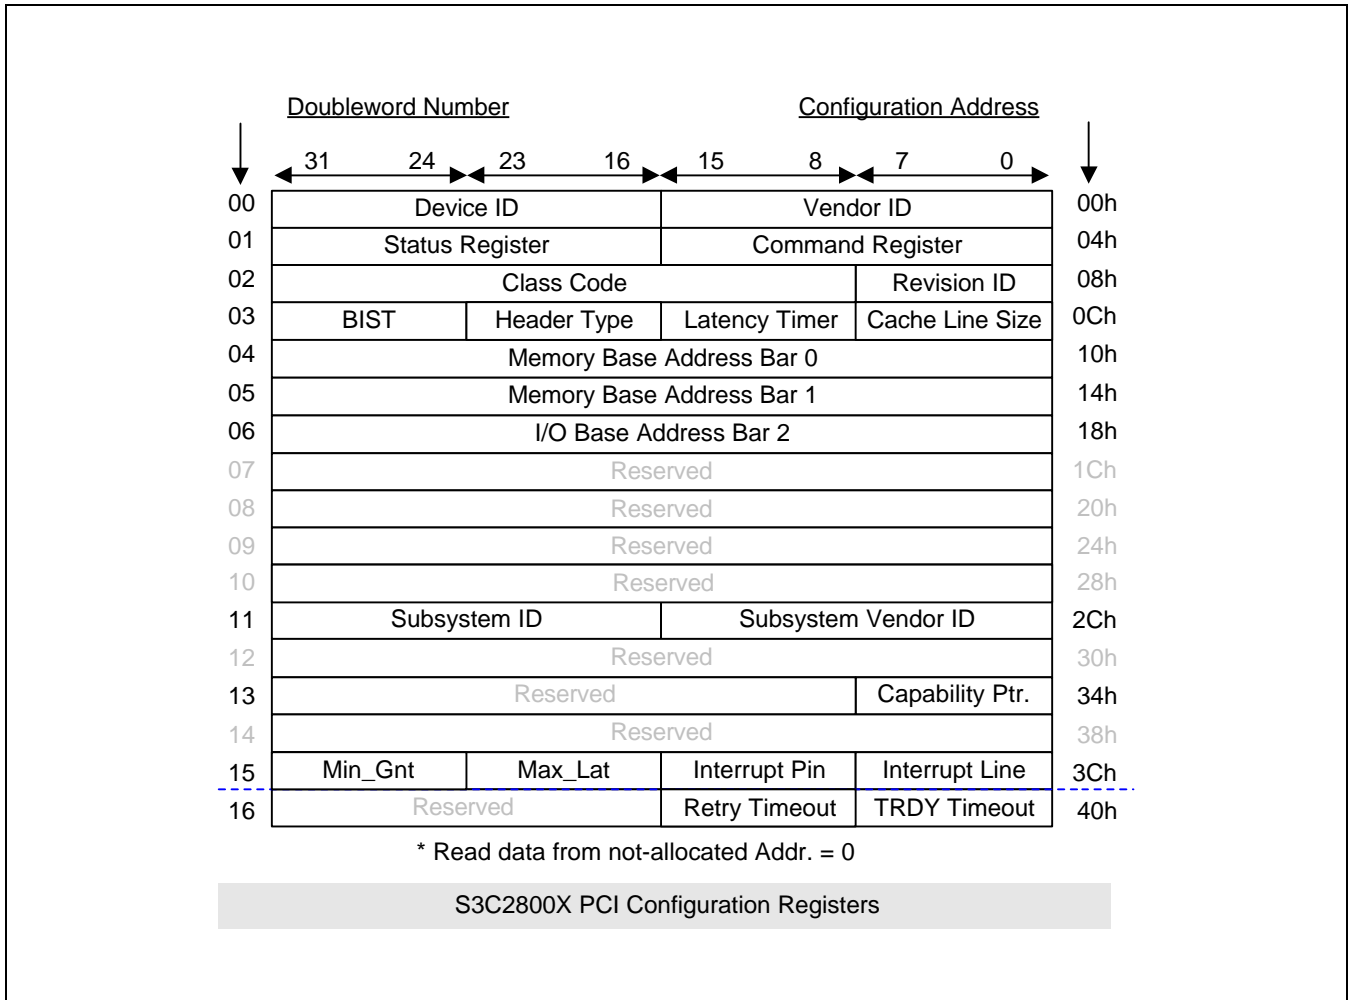 Doubleword Number Configuration Address
31 24 23 16 15 8 7 0
00 Device ID Vendor ID 00h
01 Status Register Command Register 04h
02 Class Code Revision ID 08h
03 BIST Header Type Latency Timer Cache Line Size 0Ch
04 Memory Base Address Bar 0 10h
05 Memory Base Address Bar 1 14h
06 I/O Base Address Bar 2 18h
07 Reserved 1Ch
08 Reserved 20h
09 Reserved 24h
10 Reserved 28h
11 Subsystem ID Subsystem Vendor ID 2Ch
12 Reserved 30h
13 Reserved Capability Ptr. 34h
14 Reserved 38h
15 Min_Gnt Max_Lat Interrupt Pin Interrupt Line 3Ch
16 Reserved Retry Timeout TRDY Timeout 40h
* Read data from not-allocated Addr. = 0
S3C2800X PCI Configuration Registers